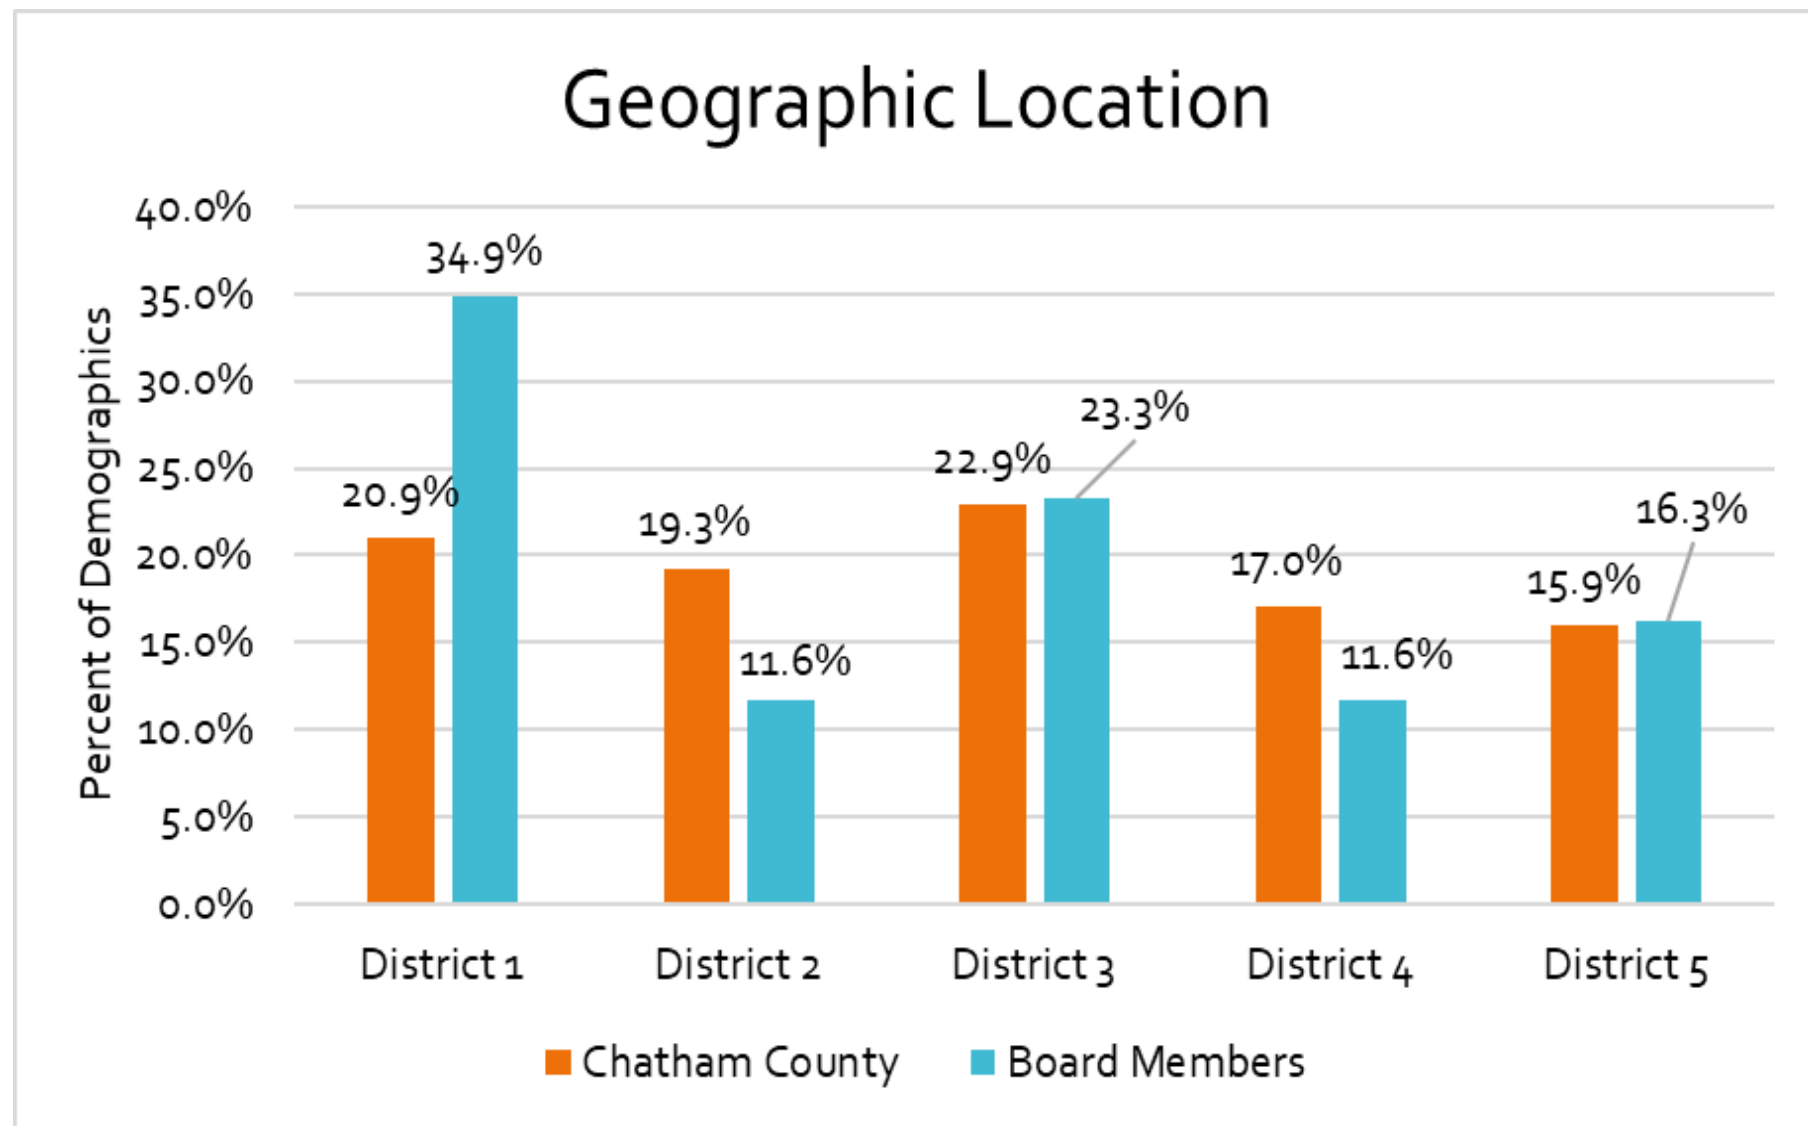 Geographic Location
Percent of Demographics
40.0%
35.0%
30.0%
25.0%
20.0%
15.0%
10.0%
5.0%
0.0%
20.9%
34.9%
19.3%
11.6%
22.9%
23.3%
17.0%
11.6%
15.9%
16.3%
District 1
District 2
District 3
District 4
District 5
Chatham County
Board Members